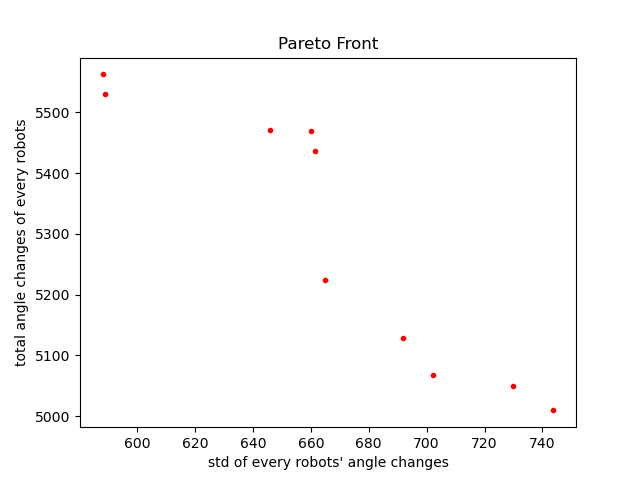 Pareto Front
total angle changes of every robots
5500
5400
5300
5200
5100
5000
600 620 640 660 680 700 720 740
std of every robots' angle changes